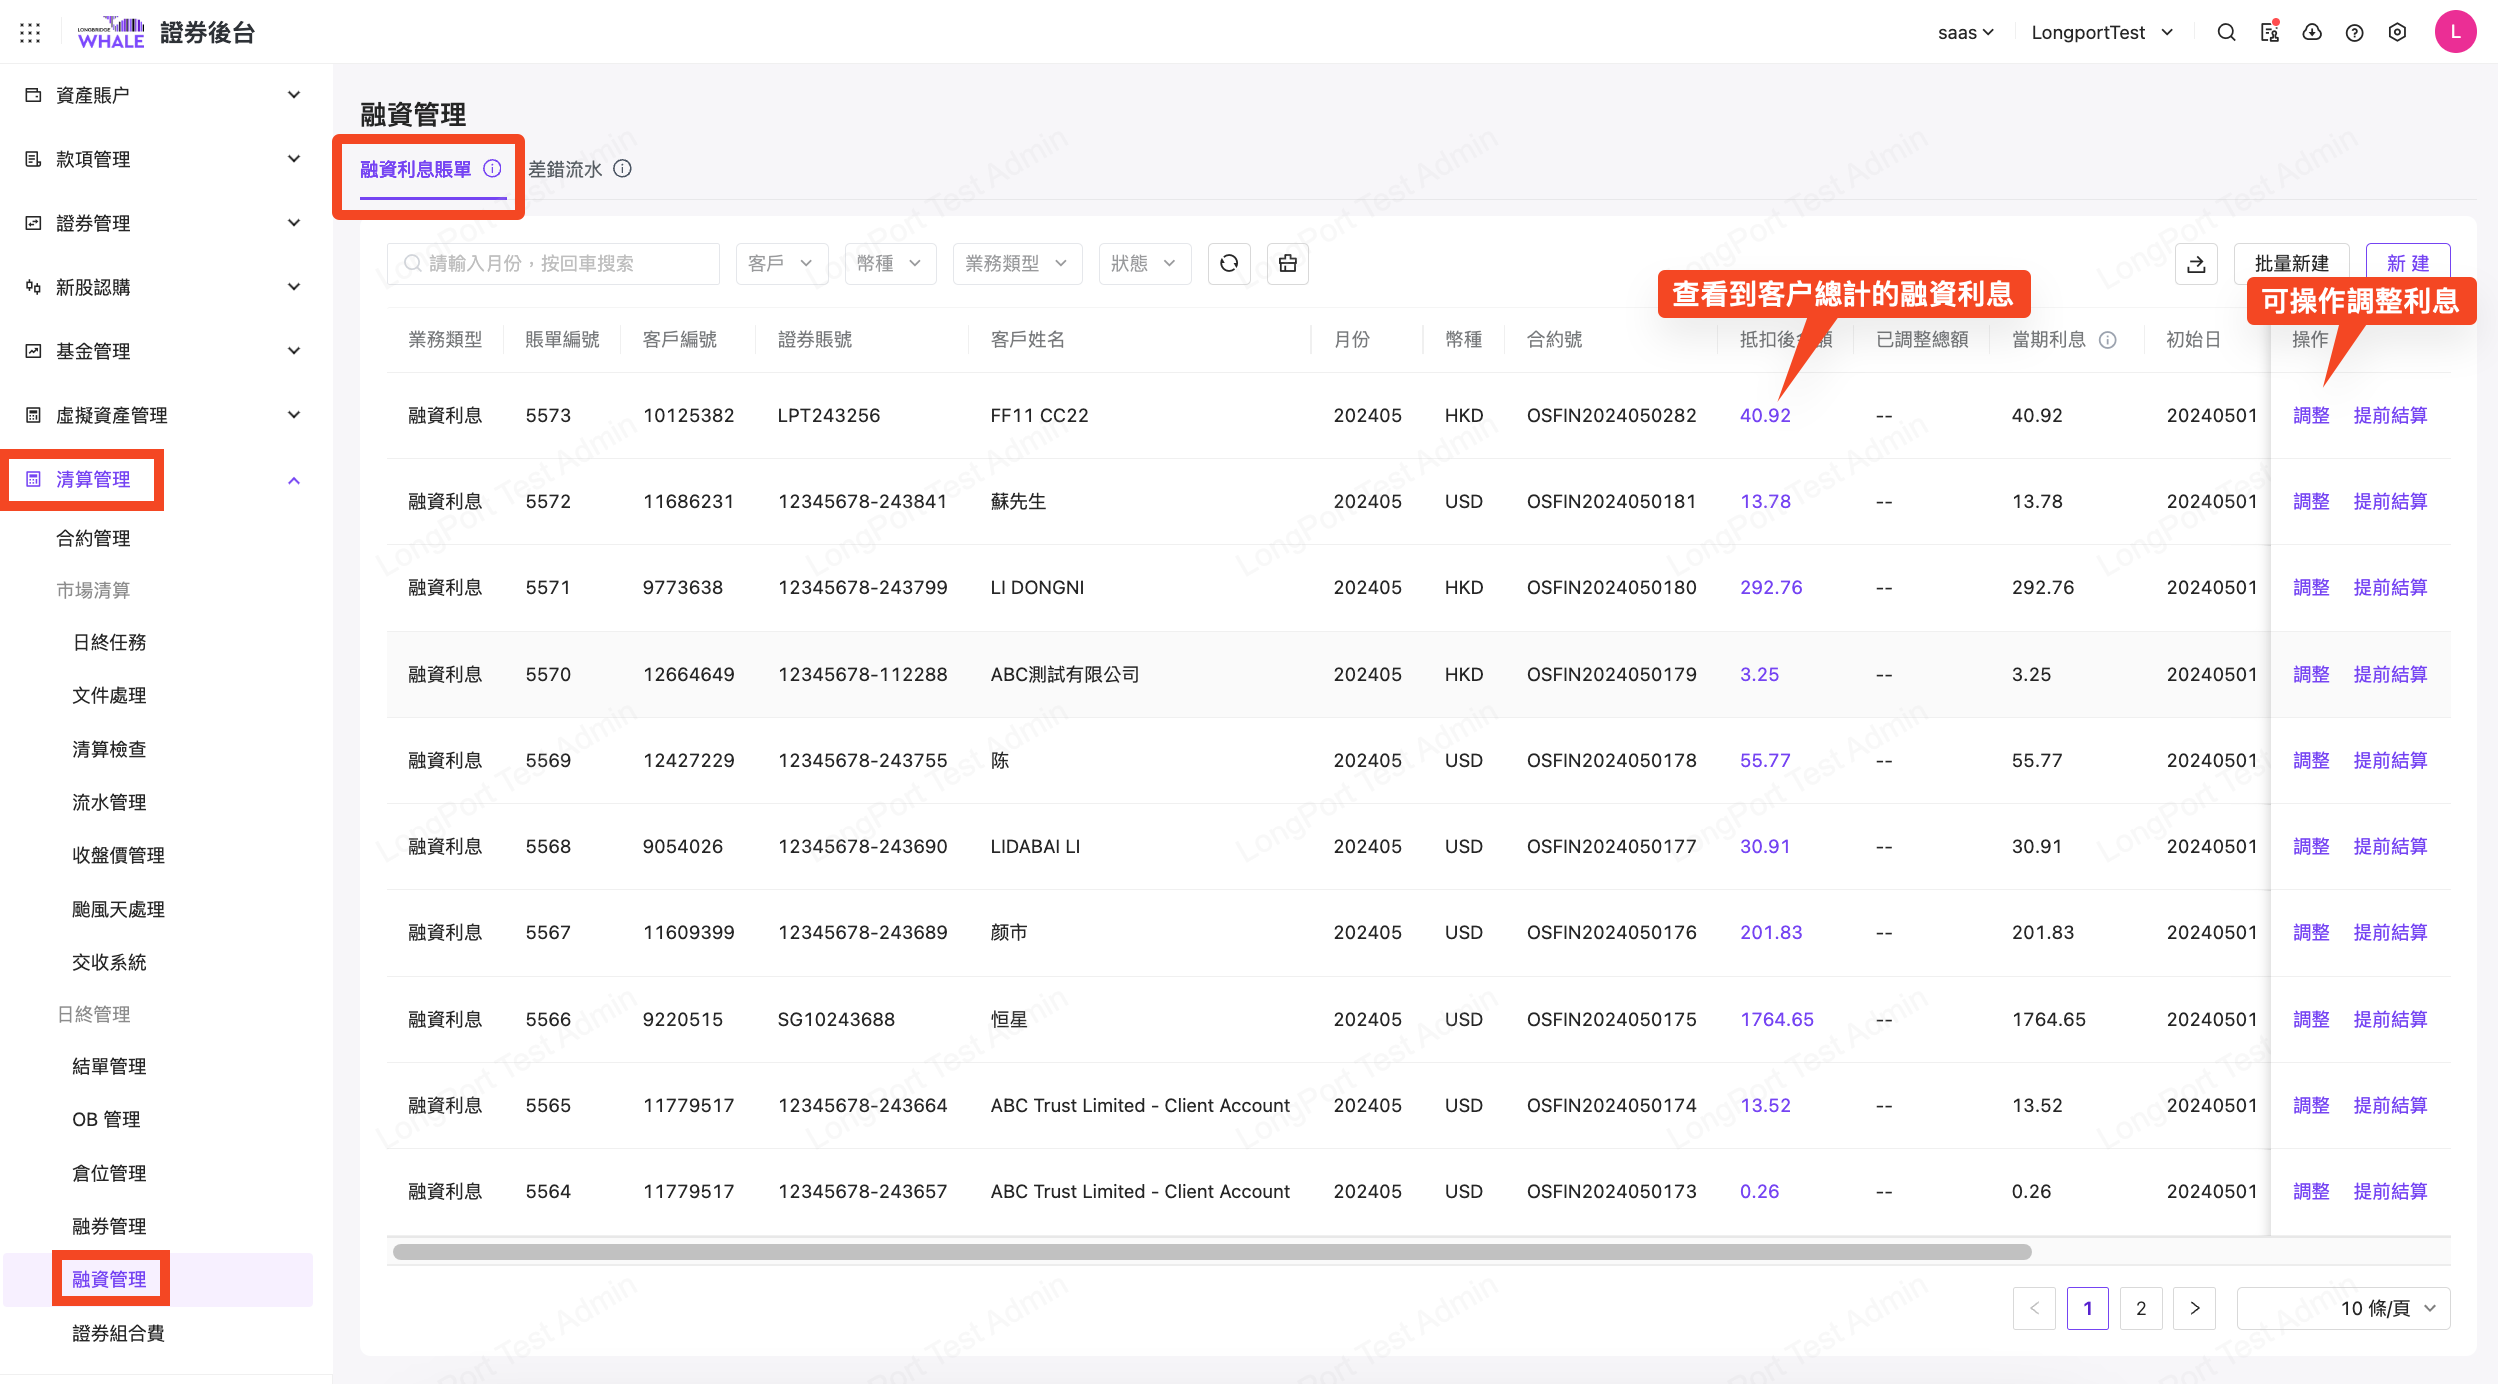 LONGBRIDGE
WHALE
證券後台
saas
LongportTest
L
資產賬户
款項管理
證券管理
新股認購
基金管理
虛擬資產管理
清算管理
合約管理
市場清算
日終任務
文件處理
清算檢查
流水管理
收盤價管理
颱風天處理
交收系統
日終管理
結單管理
OB 管理
倉位管理
融券管理
融資管理
證券組合費
融資管理
融資利息賬單 差錯流水
請輸入月份，按回車搜索 客戶 幣種 業務類型 狀態 批量新建 新 建
查看到客户總計的融資利息
可操作調整利息
業務類型 賬單編號 客戶編號 證券賬號 客戶姓名 月份 幣種 合約號 抵扣後金額 已調整總額 當期利息 初始日 操作
融資利息 5573 10125382 LPT243256 FF11 CC22 202405 HKD OSFIN2024050282 40.92 -- 40.92 20240501 調整 提前結算
融資利息 5572 11686231 12345678-243841 蘇先生 202405 USD OSFIN2024050181 13.78 -- 13.78 20240501 調整 提前結算
融資利息 5571 9773638 12345678-243799 LI DONGNI 202405 HKD OSFIN2024050180 292.76 -- 292.76 20240501 調整 提前結算
融資利息 5570 12664649 12345678-112288 ABC測試有限公司 202405 HKD OSFIN2024050179 3.25 -- 3.25 20240501 調整 提前結算
融資利息 5569 12427229 12345678-243755 陈 202405 USD OSFIN2024050178 55.77 -- 55.77 20240501 調整 提前結算
融資利息 5568 9054026 12345678-243690 LIDABAI LI 202405 USD OSFIN2024050177 30.91 -- 30.91 20240501 調整 提前結算
融資利息 5567 11609399 12345678-243689 颜市 202405 USD OSFIN2024050176 201.83 -- 201.83 20240501 調整 提前結算
融資利息 5566 9220515 SG10243688 恒星 202405 USD OSFIN2024050175 1764.65 -- 1764.65 20240501 調整 提前結算
融資利息 5565 11779517 12345678-243664 ABC Trust Limited - Client Account 202405 USD OSFIN2024050174 13.52 -- 13.52 20240501 調整 提前結算
融資利息 5564 11779517 12345678-243657 ABC Trust Limited - Client Account 202405 USD OSFIN2024050173 0.26 -- 0.26 20240501 調整 提前結算
1 2 10 條/頁
LongPort Test Admin